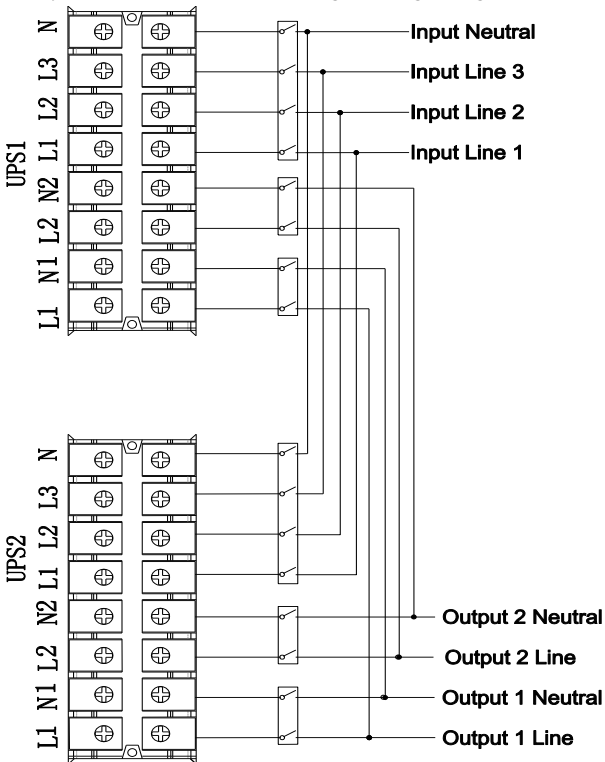 UPS1
N
L3
L2
L1
N2
L2
N1
L1
Input Neutral
Input Line 3
Input Line 2
Input Line 1
UPS2
N
L3
L2
L1
N2
L2
N1
L1
Output 2 Neutral
Output 2 Line
Output 1 Neutral
Output 1 Line